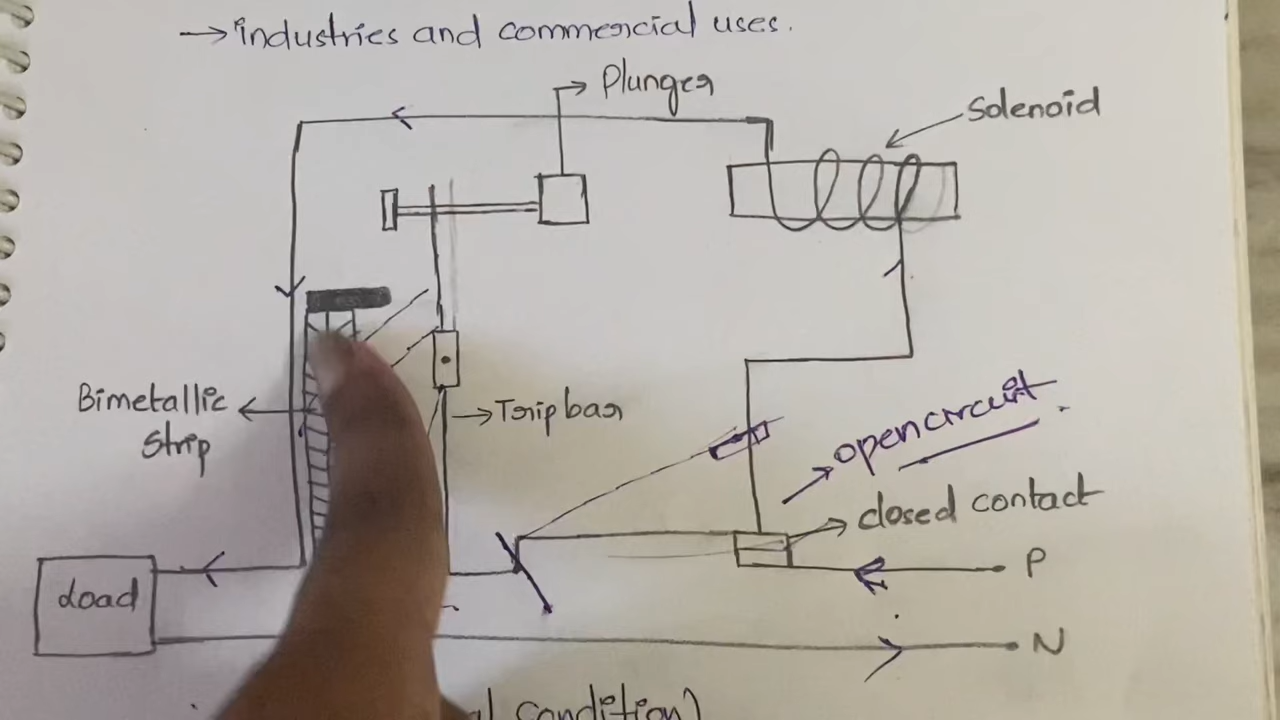 → industries and commercial uses.
→ Plunger
Solenoid
Bimetallic
Strip
→ Trip bar
→ open circuit
→ closed contact
P
Load
N
condition)